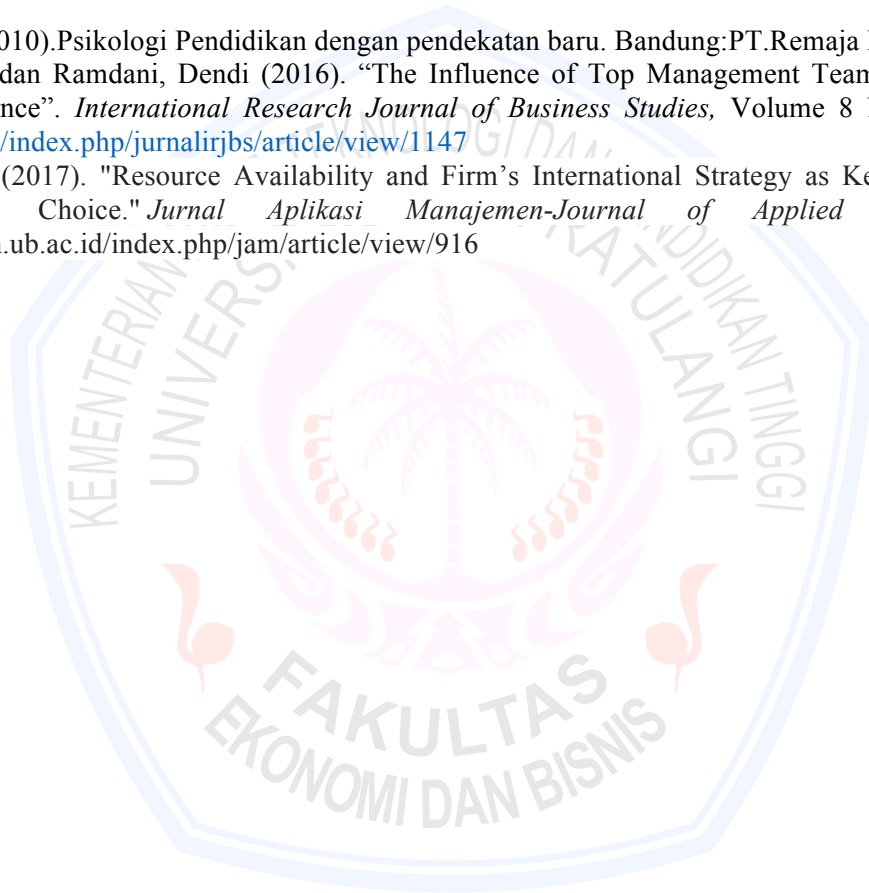 010).Psikologi Pendidikan dengan pendekatan baru. Bandung:PT.Remaja
dan Ramdani, Dendi (2016). “The Influence of Top Management Team
nce”. International Research Journal of Business Studies, Volume 8
/index.php/jurnalirjbs/article/view/1147
(2017). "Resource Availability and Firm’s International Strategy as Ke
Choice." Jurnal Aplikasi Manajemen-Journal of Applied
.ub.ac.id/index.php/jam/article/view/916
KEMENTERIAN TEKNOLOGI DAN PENDIDIKAN TINGGI
UNIVERSITAS RATULANGI
FAKULTAS
EKONOMI DAN BISNIS